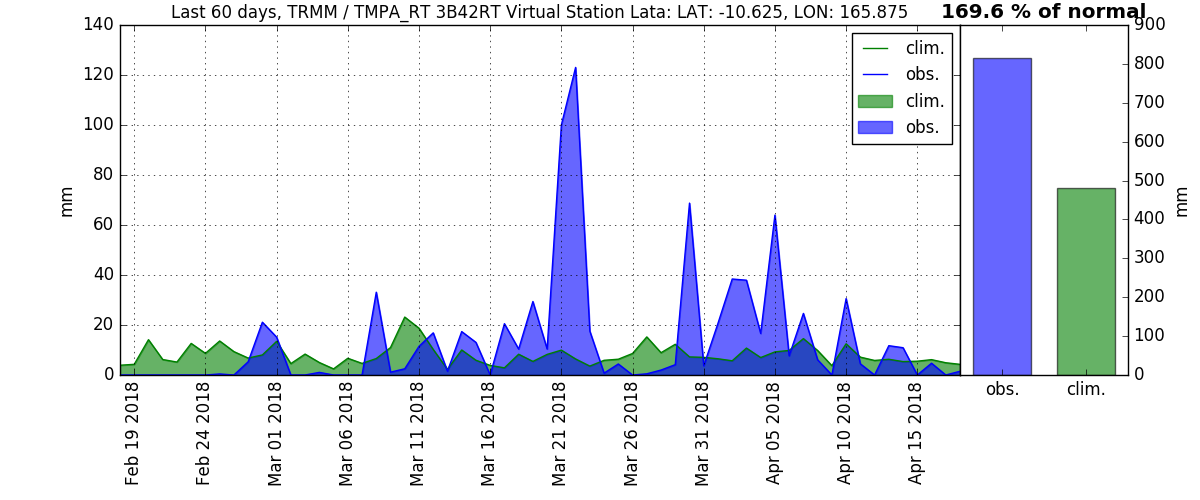 Last 60 days, TRMM / TMPA_RT 3B42RT Virtual Station Lata: LAT: -10.625, LON: 165.875
169.6 % of normal
140
120
100
80
60
40
20
0
mm
clim.
obs.
clim.
obs.
Feb 19 2018
Feb 24 2018
Mar 01 2018
Mar 06 2018
Mar 11 2018
Mar 16 2018
Mar 21 2018
Mar 26 2018
Mar 31 2018
Apr 05 2018
Apr 10 2018
Apr 15 2018
900
800
700
600
500
400
300
200
100
0
mm
obs.
clim.